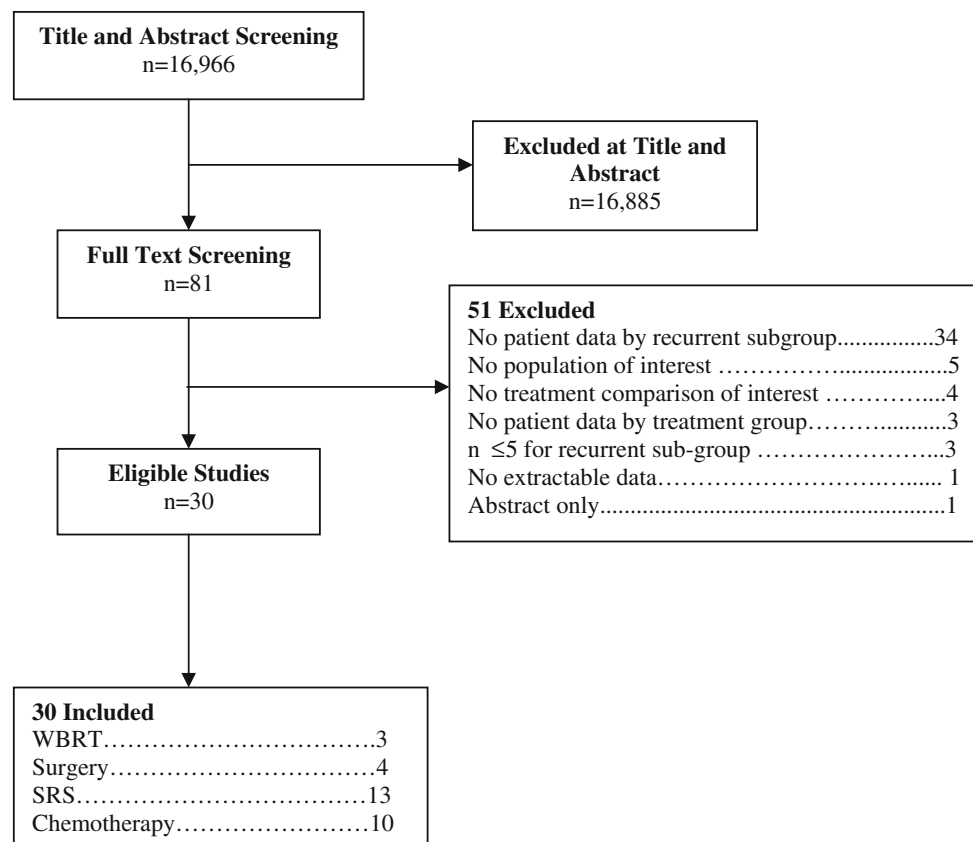 Title and Abstract Screening
n=16,966
Excluded at Title and
Abstract
n=16,885
Full Text Screening
n=81
51 Excluded
No patient data by recurrent subgroup................34
No population of interest ……………..................5
No treatment comparison of interest …………....4
No patient data by treatment group……...........3
n ≤5 for recurrent sub-group ……………………...3
No extractable data……………………………….. 1
Abstract only.....................................................1
Eligible Studies
n=30
30 Included
WBRT…………………………….3
Surgery…………………………….4
SRS……………………………….13
Chemotherapy…………………….10